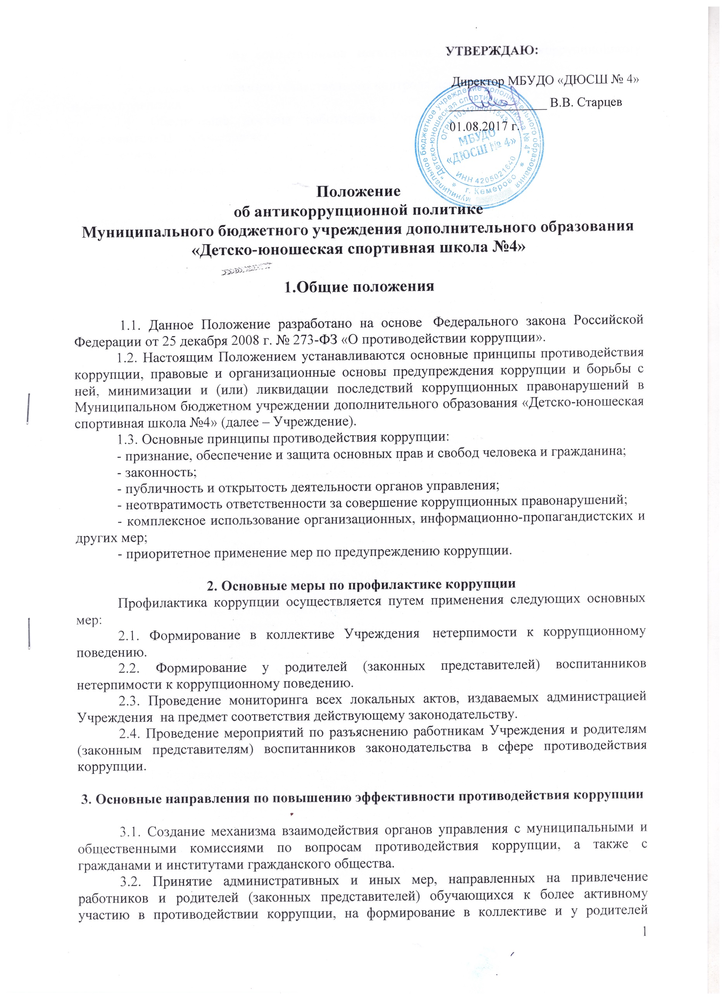 УТВЕРЖДАЮ:
Директор МБУДО «ДЮСШ № 4»
_______________ В.В. Старцев
01.08.2017 г.
муниципальное бюджетное учреждение дополнительного образования
"Детско-юношеская спортивная школа № 4"
ОГРН 1034205011543
МБУДО
«ДЮСШ № 4»
ИНН 4205021640
* г. Кемерово *
Положение
об антикоррупционной политике
Муниципального бюджетного учреждения дополнительного образования
«Детско-юношеская спортивная школа №4»
1.Общие положения
1.1. Данное Положение разработано на основе Федерального закона Российской
Федерации от 25 декабря 2008 г. № 273-ФЗ «О противодействии коррупции».
1.2. Настоящим Положением устанавливаются основные принципы противодействия
коррупции, правовые и организационные основы предупреждения коррупции и борьбы с
ней, минимизации и (или) ликвидации последствий коррупционных правонарушений в
Муниципальном бюджетном учреждении дополнительного образования «Детско-юношеская
спортивная школа №4» (далее – Учреждение).
1.3. Основные принципы противодействия коррупции:
- признание, обеспечение и защита основных прав и свобод человека и гражданина;
- законность;
- публичность и открытость деятельности органов управления;
- неотвратимость ответственности за совершение коррупционных правонарушений;
- комплексное использование организационных, информационно-пропагандистских и
других мер;
- приоритетное применение мер по предупреждению коррупции.
2. Основные меры по профилактике коррупции
Профилактика коррупции осуществляется путем применения следующих основных
мер:
2.1. Формирование в коллективе Учреждения нетерпимости к коррупционному
поведению.
2.2. Формирование у родителей (законных представителей) воспитанников
нетерпимости к коррупционному поведению.
2.3. Проведение мониторинга всех локальных актов, издаваемых администрацией
Учреждения на предмет соответствия действующему законодательству.
2.4. Проведение мероприятий по разъяснению работникам Учреждения и родителям
(законным представителям) воспитанников законодательства в сфере противодействия
коррупции.
3. Основные направления по повышению эффективности противодействия коррупции
3.1. Создание механизма взаимодействия органов управления с муниципальными и
общественными комиссиями по вопросам противодействия коррупции, а также с
гражданами и институтами гражданского общества.
3.2. Принятие административных и иных мер, направленных на привлечение
работников и родителей (законных представителей) обучающихся к более активному
участию в противодействии коррупции, на формирование в коллективе и у родителей
1